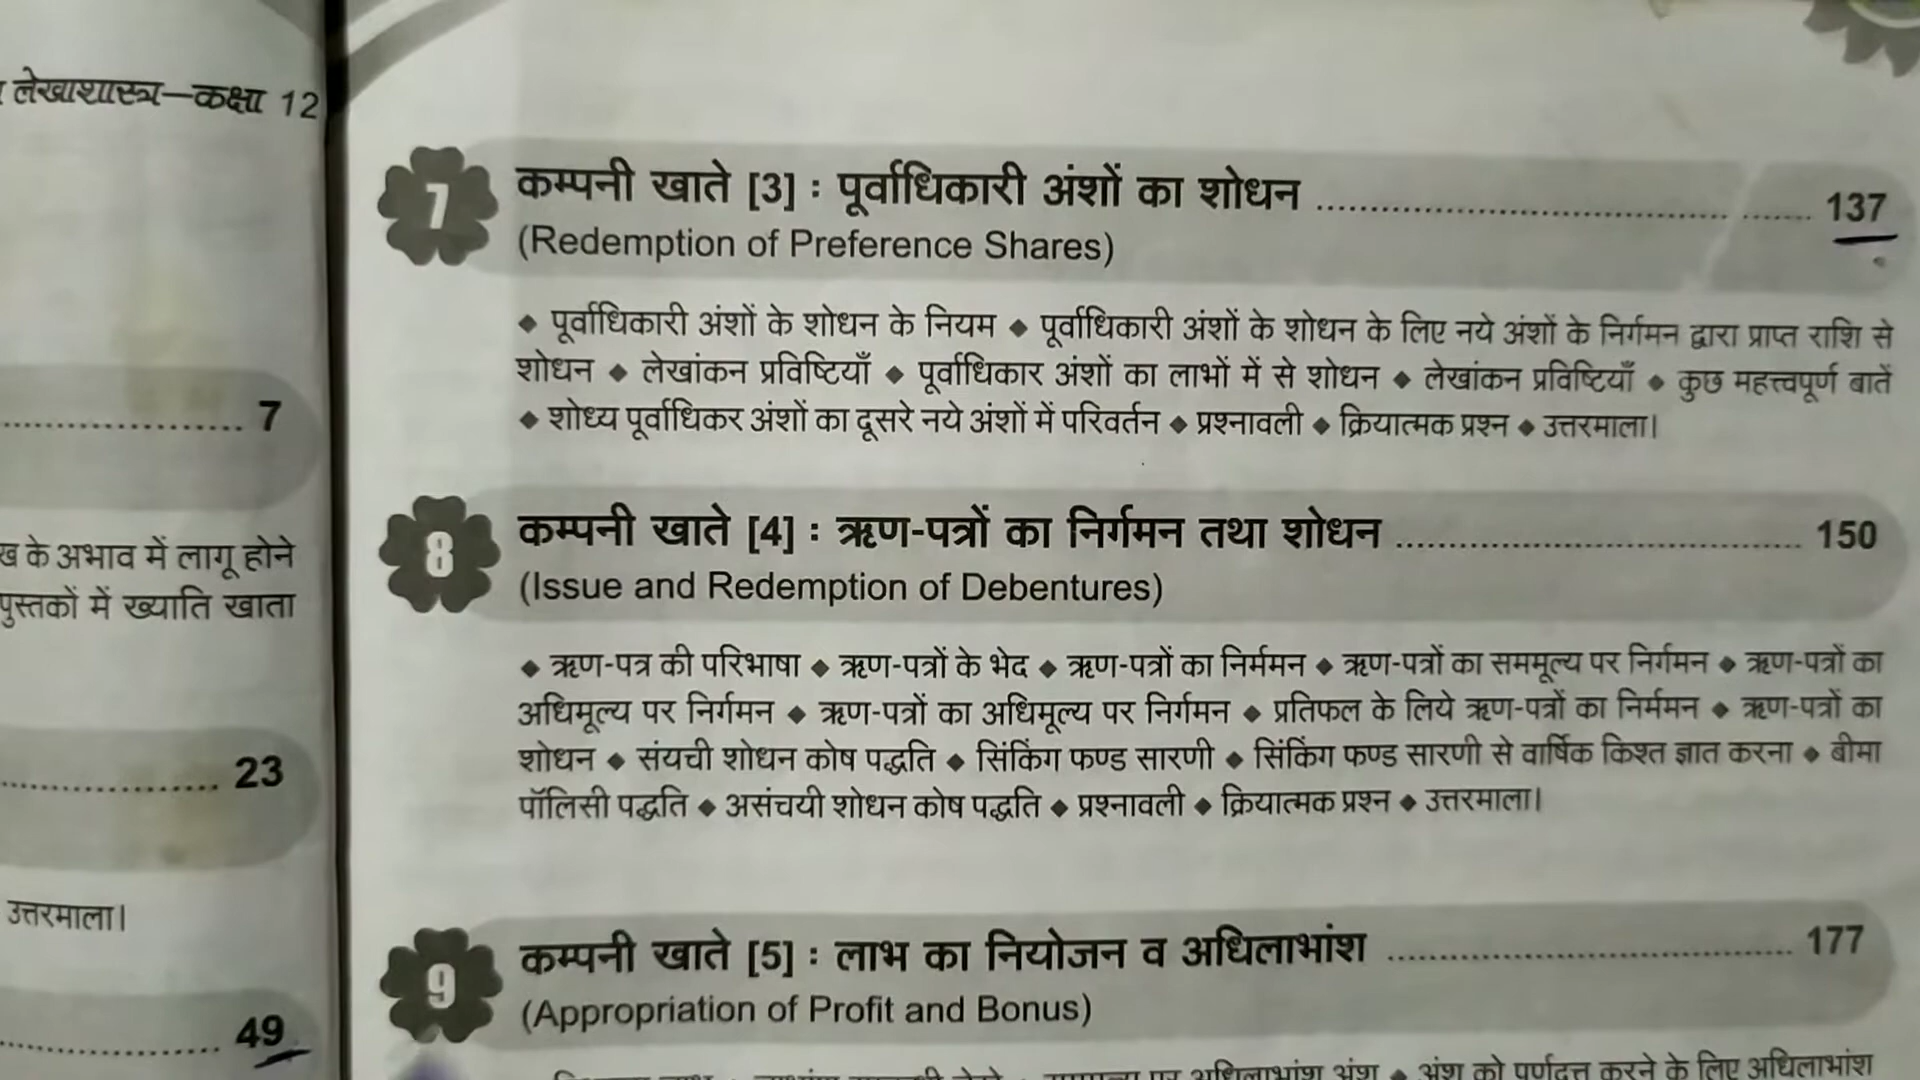 लेखाशास्त्र—कक्षा 12
7
के अभाव में लागू होने
पुस्तकों में ख्याति खाता
23
उत्तरमाला।
49
7 कम्पनी खाते [3] : पूर्वाधिकारी अंशों का शोधन 137
(Redemption of Preference Shares)
◆ पूर्वाधिकारी अंशों के शोधन के नियम ◆ पूर्वाधिकारी अंशों के शोधन के लिए नये अंशों के निर्गमन द्वारा प्राप्त राशि से
शोधन ◆ लेखांकन प्रविष्टियाँ ◆ पूर्वाधिकार अंशों का लाभों में से शोधन ◆ लेखांकन प्रविष्टियाँ ◆ कुछ महत्त्वपूर्ण बातें
◆ शोध्य पूर्वाधिकर अंशों का दूसरे नये अंशों में परिवर्तन ◆ प्रश्नावली ◆ क्रियात्मक प्रश्न ◆ उत्तरमाला।
8 कम्पनी खाते [4] : ऋण-पत्रों का निर्गमन तथा शोधन 150
(Issue and Redemption of Debentures)
◆ ऋण-पत्र की परिभाषा ◆ ऋण-पत्रों के भेद ◆ ऋण-पत्रों का निर्ममन ◆ ऋण-पत्रों का सममूल्य पर निर्गमन ◆ ऋण-पत्रों का
अधिमूल्य पर निर्गमन ◆ ऋण-पत्रों का अधिमूल्य पर निर्गमन ◆ प्रतिफल के लिये ऋण-पत्रों का निर्ममन ◆ ऋण-पत्रों का
शोधन ◆ संयची शोधन कोष पद्धति ◆ सिंकिंग फण्ड सारणी ◆ सिंकिंग फण्ड सारणी से वार्षिक किश्त ज्ञात करना ◆ बीमा
पॉलिसी पद्धति ◆ असंचयी शोधन कोष पद्धति ◆ प्रश्नावली ◆ क्रियात्मक प्रश्न ◆ उत्तरमाला।
9 कम्पनी खाते [5] : लाभ का नियोजन व अधिलाभांश 177
(Appropriation of Profit and Bonus)
पर अधिलाभांश अंश ◆ अंश को पूर्णदत्त करने के लिए अधिलाभांश